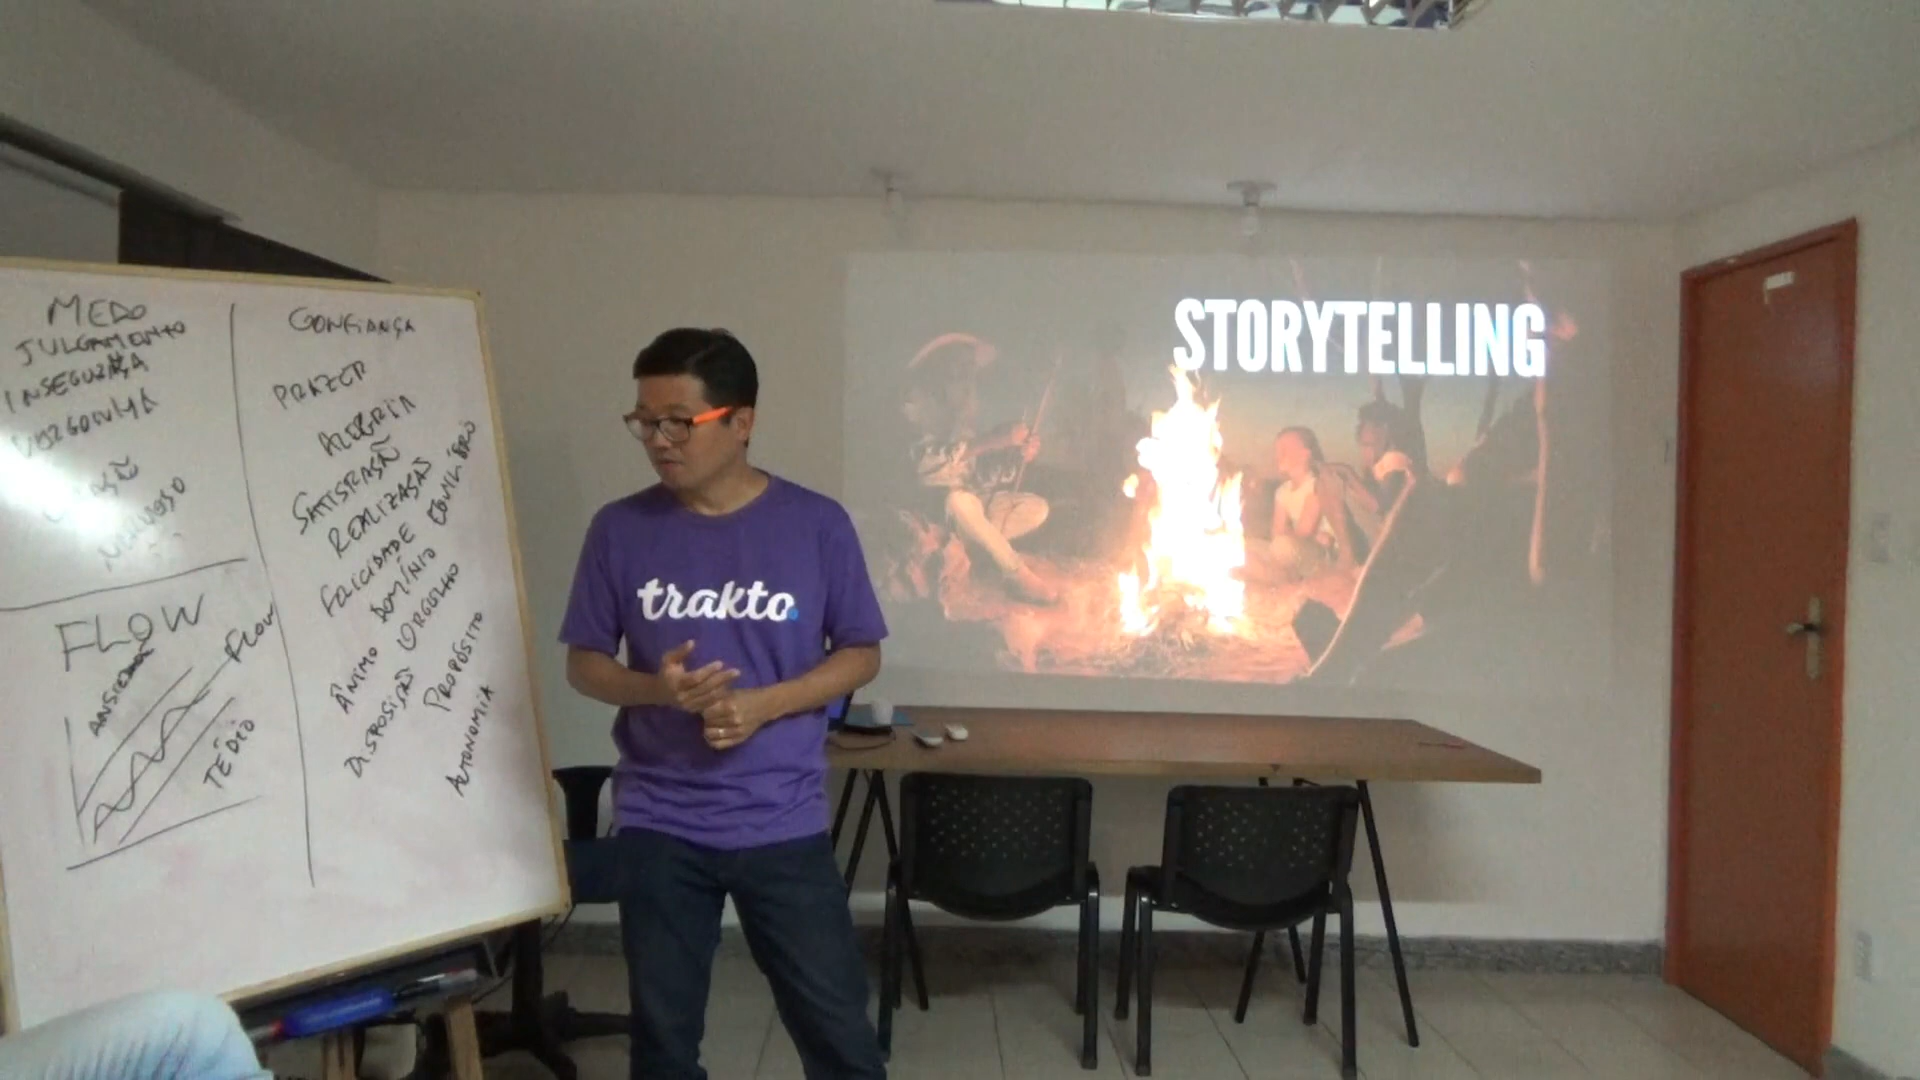 MEDO
JULGAMENTO
INSEGURANÇA
VERGONHA
NERVOSO
FLOW
FLOW
ANSIEDADE
TÉDIO
CONFIANÇA
PRAZER
ALEGRIA
SATISFAÇÃO
REALIZAÇÃO
EQUILÍBRIO
FELICIDADE
DOMÍNIO
ORGULHO
ÂNIMO
DISPOSIÇÃO
PROPÓSITO
AUTONOMIA
trakto.
STORYTELLING